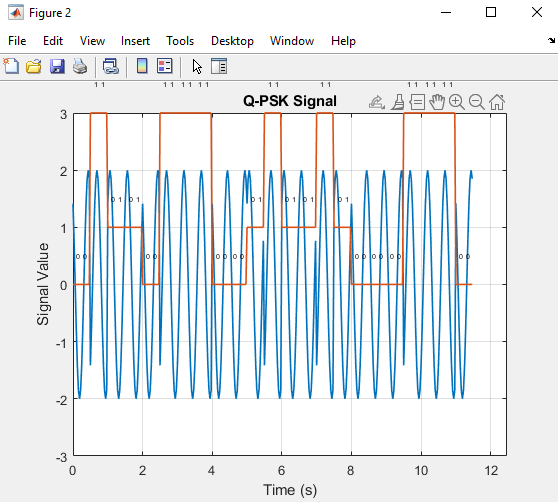 Figure 2
File Edit View Insert Tools Desktop Window Help
1 1 1 1 1 1 1 1 1 1 1 1 1 1 1 1 1 1
Q-PSK Signal
3
2
0 1 0 1 0 1 0 1 0 1 0 1
1
0 0 0 0 0 0 0 0 0 0 0 0 0 0 0 0
0
-1
-2
-3
Signal Value
0 2 4 6 8 10 12
Time (s)